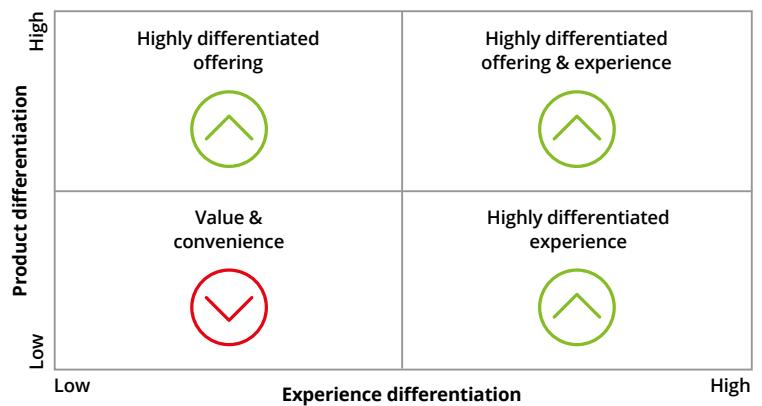 High
Highly differentiated
offering
Highly differentiated
offering & experience
Product differentiation
Value &
convenience
Highly differentiated
experience
Low
Low
Experience differentiation
High